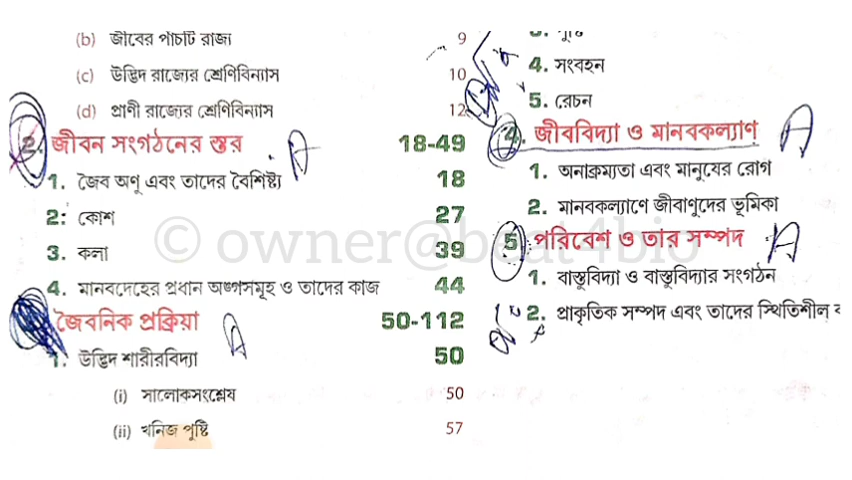 (b) জীবের পাঁচটি রাজ্য 9
(c) উদ্ভিদ রাজ্যের শ্রেণিবিন্যাস 10
(d) প্রাণী রাজ্যের শ্রেণিবিন্যাস 12
2. জীবন সংগঠনের স্তর 18-49
1. জৈব অণু এবং তাদের বৈশিষ্ট্য 18
2: কোশ 27
3. কলা 39
4. মানবদেহের প্রধান অঙ্গসমূহ ও তাদের কাজ 44
জৈবনিক প্রক্রিয়া 50-112
1. উদ্ভিদ শারীরবিদ্যা 50
(i) সালোকসংশ্লেষ 50
(ii) খনিজ পুষ্টি 57
4. সংবহন
5. রেচন
4. জীববিদ্যা ও মানবকল্যাণ A
1. অনাক্রম্যতা এবং মানুষের রোগ
2. মানবকল্যাণে জীবাণুদের ভূমিকা
5. পরিবেশ ও তার সম্পদ A
1. বাস্তুবিদ্যা ও বাস্তুবিদ্যার সংগঠন
2. প্রাকৃতিক সম্পদ এবং তাদের স্থিতিশীল
© owner@beat4bio